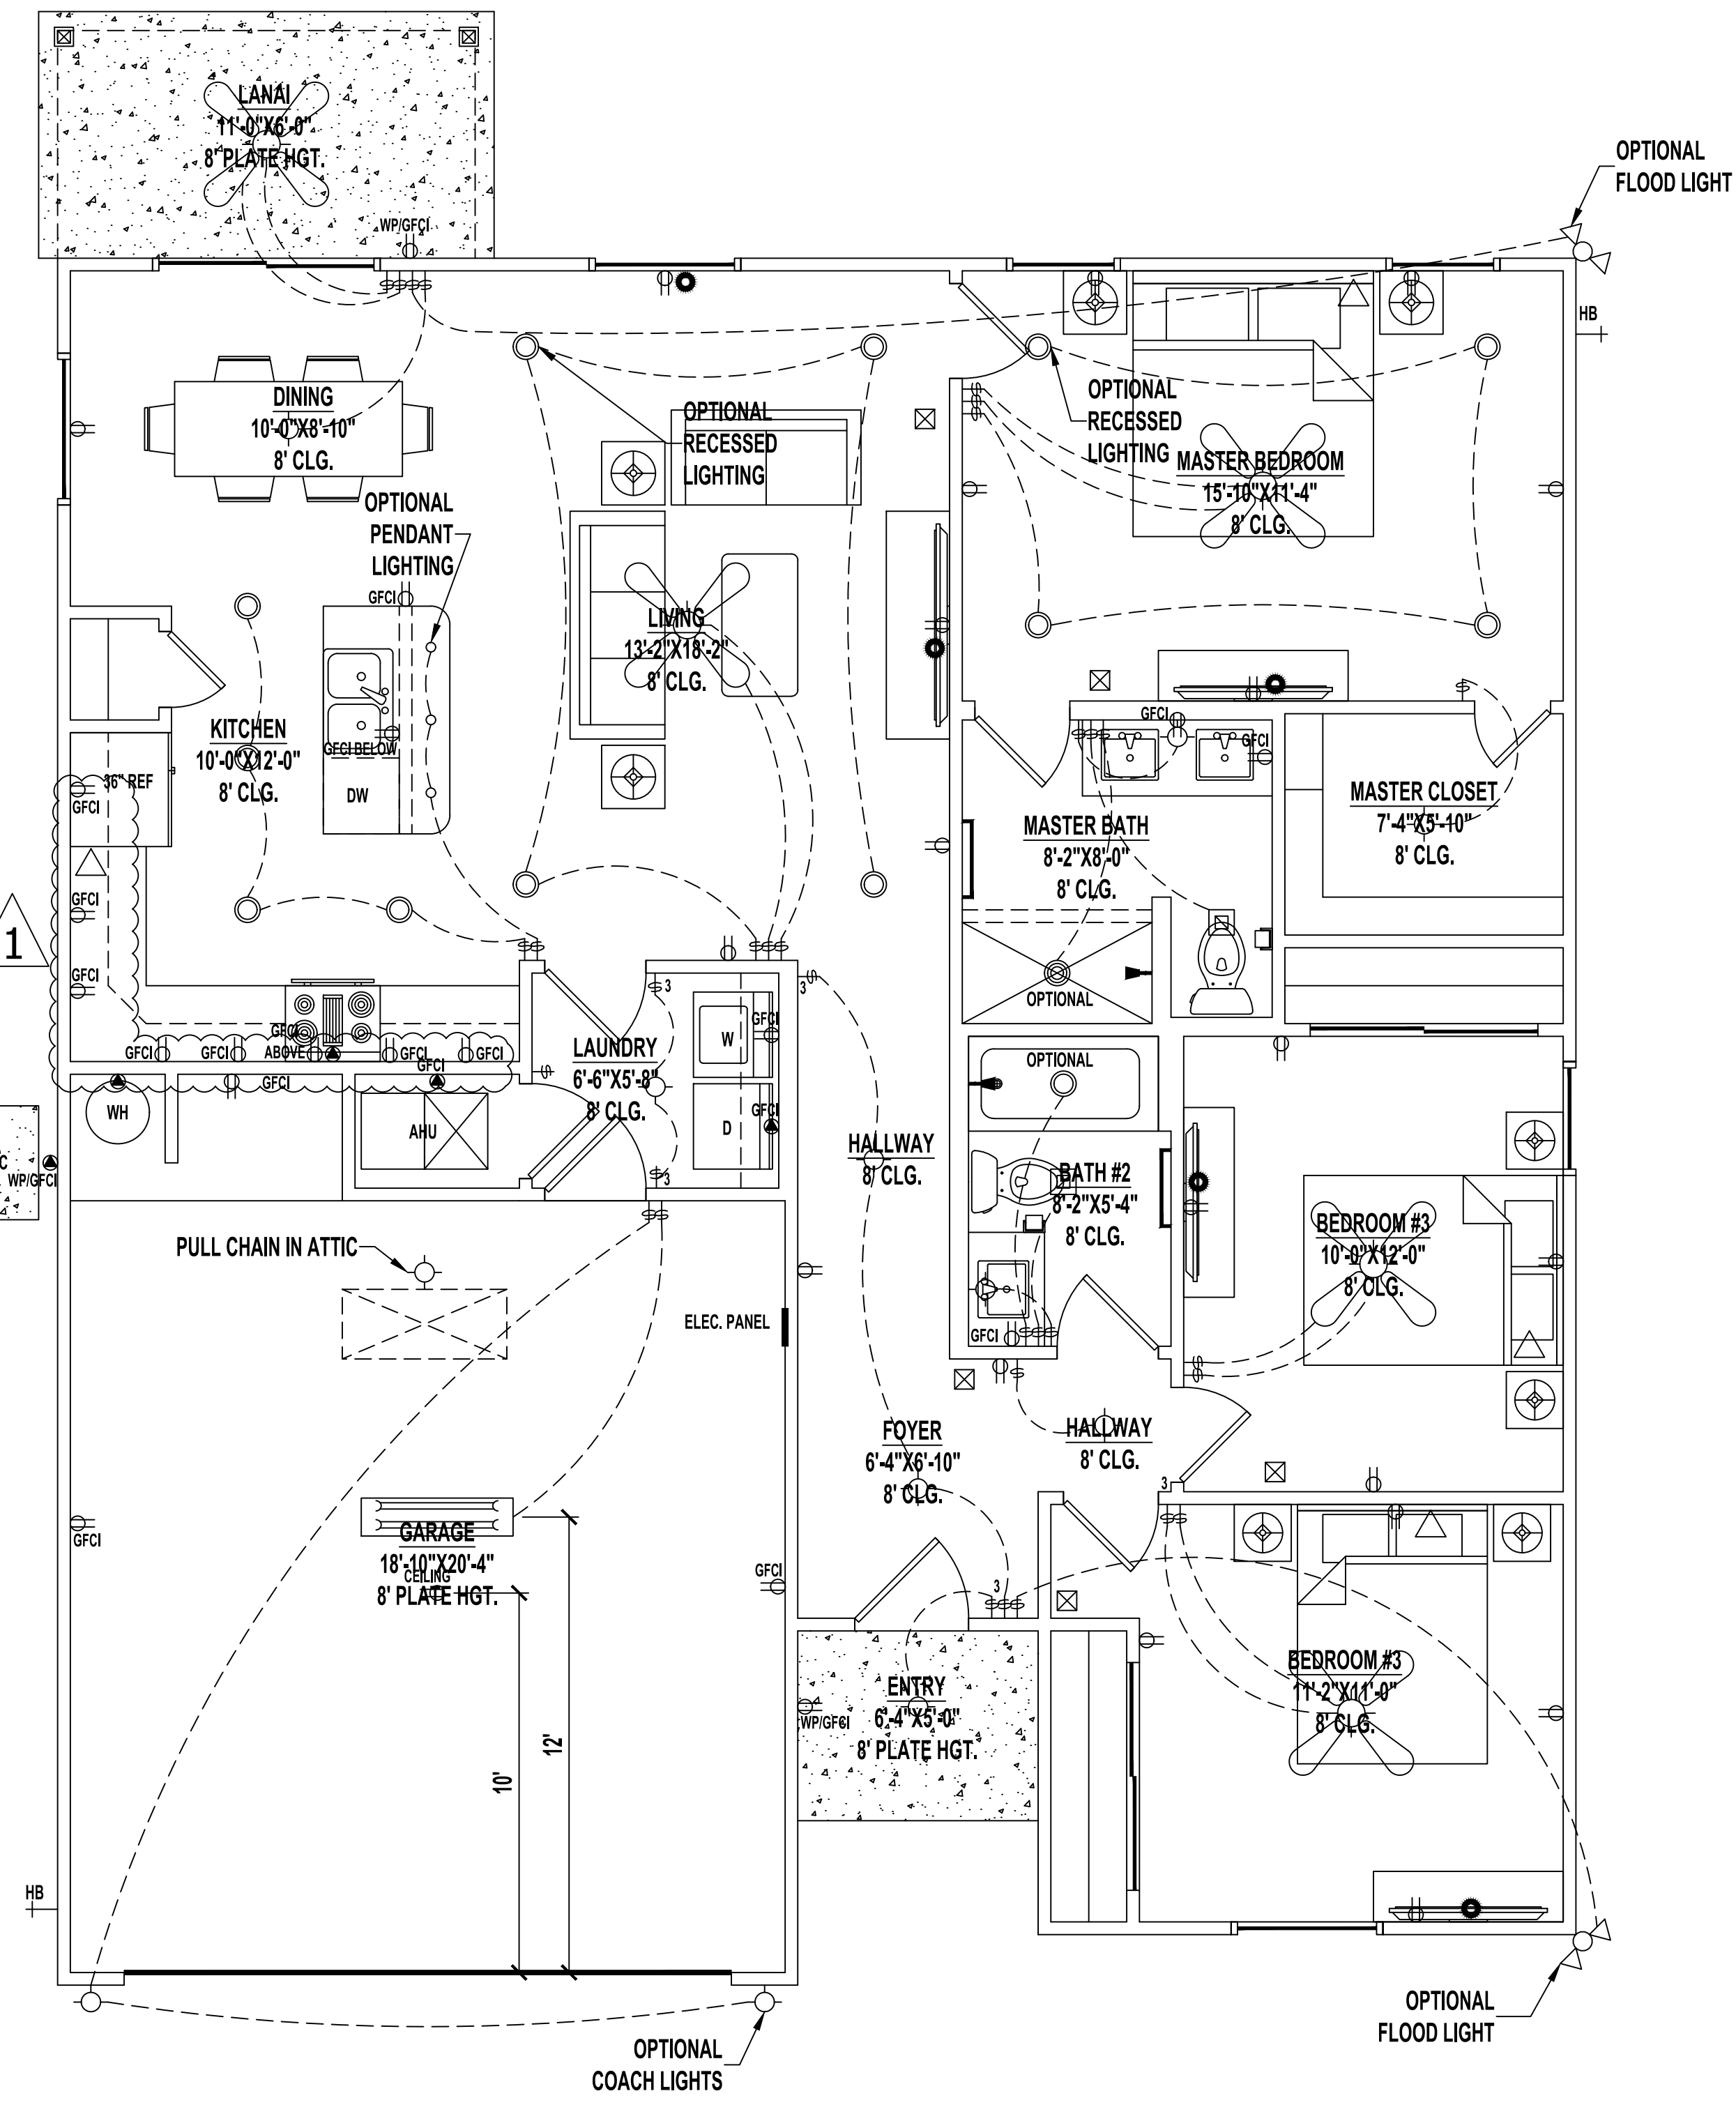 LANAI
11'-0"X6'-0"
8' PLATE HGT.
WP/GFCI
OPTIONAL
FLOOD LIGHT
HB
DINING
10'-0"X8'-10"
8' CLG.
OPTIONAL
RECESSED
LIGHTING
OPTIONAL
RECESSED
LIGHTING
MASTER BEDROOM
15'-10"X11'-4"
8' CLG.
OPTIONAL
PENDANT
LIGHTING
GFCI
LIVING
13'-2"X18'-2"
8' CLG.
KITCHEN
10'-0"X12'-0"
8' CLG.
GFCI BELOW
DW
36" REF
GFCI
GFCI
GFCI
1
GFCI
GFCI
MASTER CLOSET
7'-4"X5'-10"
8' CLG.
MASTER BATH
8'-2"X8'-0"
8' CLG.
OPTIONAL
3
3
GFCI
GFCI
GFCI
ABOVE
GFCI
GFCI
GFCI
GFCI
LAUNDRY
6'-6"X5'-8"
8' CLG.
W
GFCI
D
GFCI
3
WH
AHU
C
WP/GFCI
OPTIONAL
HALLWAY
8' CLG.
BATH #2
8'-2"X5'-4"
8' CLG.
GFCI
BEDROOM #3
10'-0"X12'-0"
8' CLG.
PULL CHAIN IN ATTIC
ELEC. PANEL
FOYER
6'-4"X6'-10"
8' CLG.
HALLWAY
8' CLG.
3
GARAGE
18'-10"X20'-4"
CEILING
8' PLATE HGT.
GFCI
GFCI
3
12'
10'
ENTRY
6'-4"X5'-0"
8' PLATE HGT.
WP/GFCI
BEDROOM #3
11'-2"X11'-0"
8' CLG.
HB
OPTIONAL
FLOOD LIGHT
OPTIONAL
COACH LIGHTS